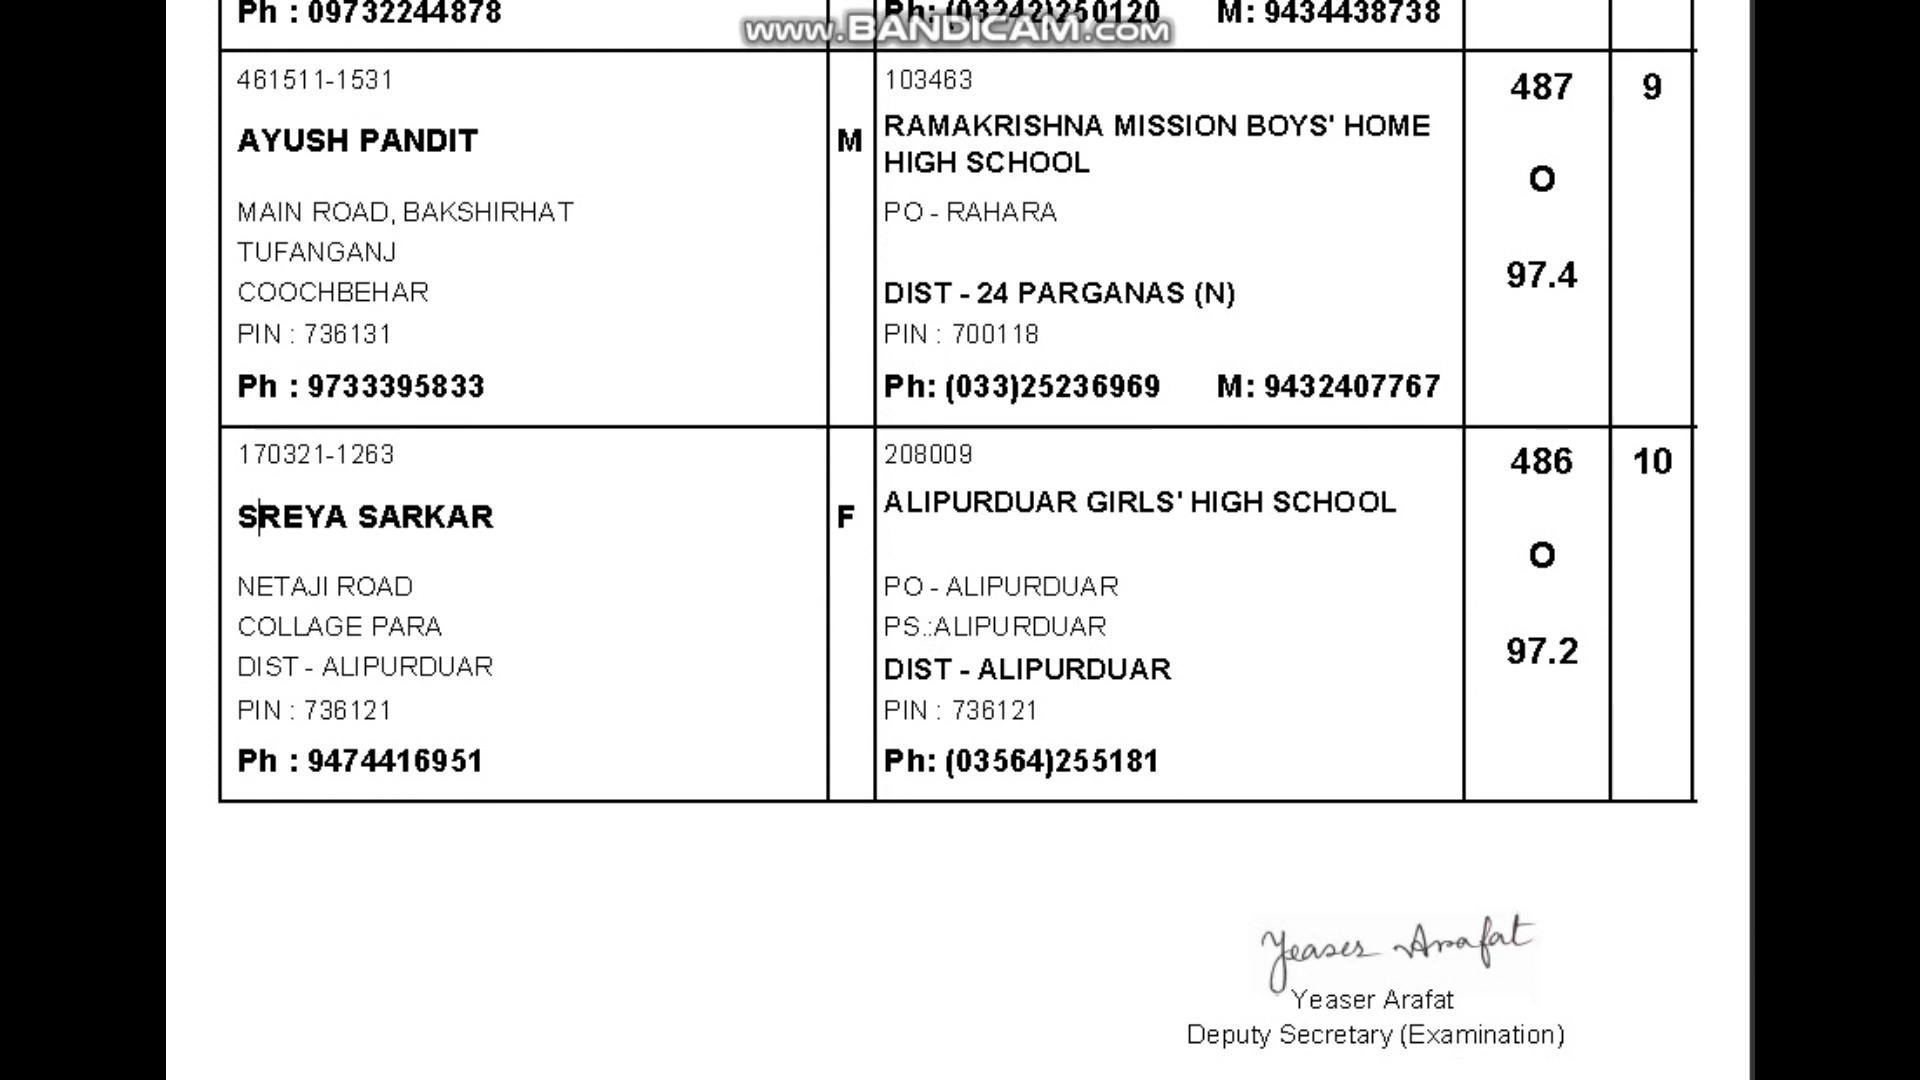 Ph : 09732244878
Ph: (03242)250120 M: 9434438738
www.BANDICAM.com
461511-1531
AYUSH PANDIT
MAIN ROAD, BAKSHIRHAT
TUFANGANJ
COOCHBEHAR
PIN : 736131
Ph : 9733395833
M
103463
RAMAKRISHNA MISSION BOYS' HOME
HIGH SCHOOL
PO - RAHARA
DIST - 24 PARGANAS (N)
PIN : 700118
Ph: (033)25236969 M: 9432407767
487
O
97.4
9
170321-1263
SREYA SARKAR
NETAJI ROAD
COLLAGE PARA
DIST - ALIPURDUAR
PIN : 736121
Ph : 9474416951
F
208009
ALIPURDUAR GIRLS' HIGH SCHOOL
PO - ALIPURDUAR
PS.:ALIPURDUAR
DIST - ALIPURDUAR
PIN : 736121
Ph: (03564)255181
486
O
97.2
10
Yeaser Arafat
Yeaser Arafat
Deputy Secretary (Examination)